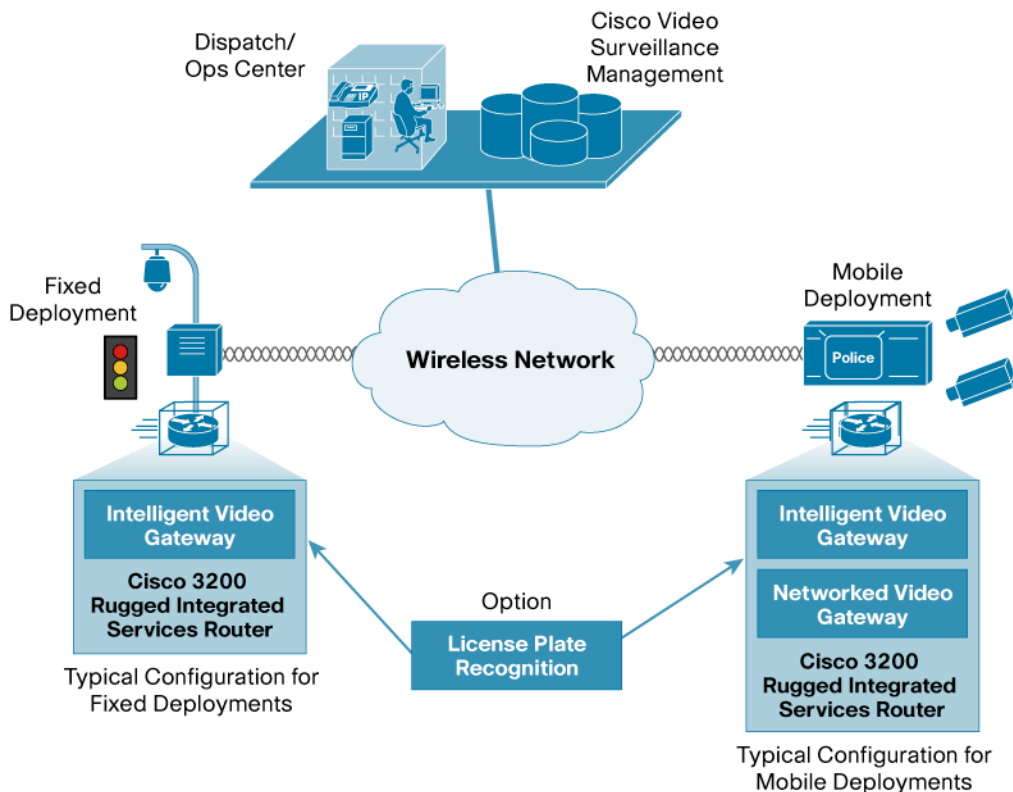 Dispatch/
Ops Center
IP
Cisco Video
Surveillance
Management
Fixed
Deployment
Wireless Network
Mobile
Deployment
Police
Intelligent Video
Gateway
Cisco 3200
Rugged Integrated
Services Router
Typical Configuration for
Fixed Deployments
Option
License Plate
Recognition
Intelligent Video
Gateway
Networked Video
Gateway
Cisco 3200
Rugged Integrated
Services Router
Typical Configuration for
Mobile Deployments